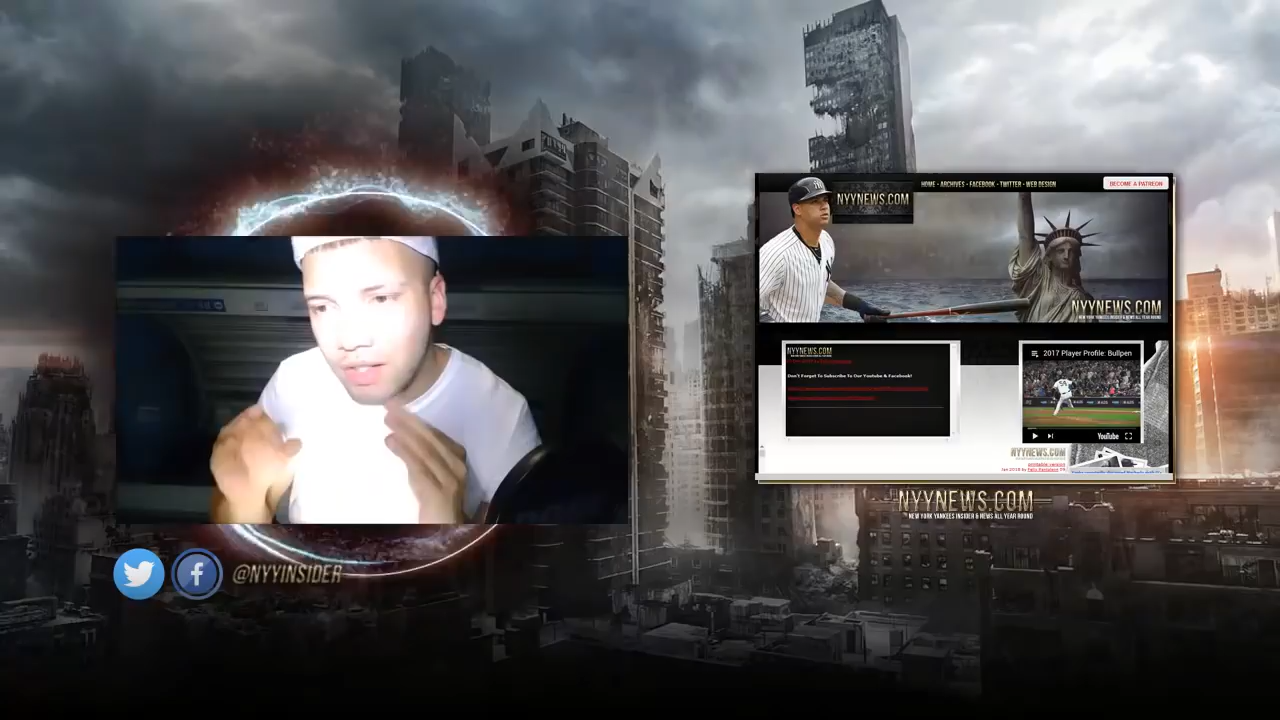 HOME - ARCHIVES - FACEBOOK - TWITTER - WEB DESIGN
BECOME A PATREON
NYYNEWS.COM
NYYNEWS.COM
NEW YORK YANKEES INSIDER & NEWS ALL YEAR ROUND
NYYNEWS.COM
Don't Forget To Subscribe To Our Youtube & Facebook!
2017 Player Profile: Bullpen
YouTube
NYYNEWS.COM
printable version
NYYNEWS.COM
NEW YORK YANKEES INSIDER & NEWS ALL YEAR ROUND
@NYYINSIDER